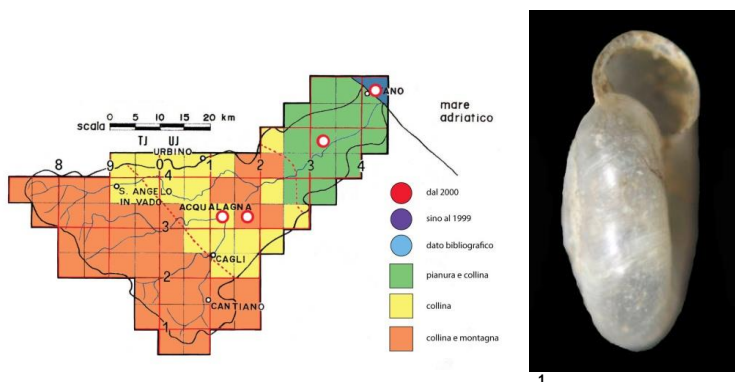 ANO
mare
adriatico
scala 0 5 10 15 20 km
TJ UJ
URBINO
8 9 0 1 2 3 4
4
S. ANGELO
IN VADO
ACQUALAGNA
3
CAGLI
2
CANTIANO
1
dal 2000
sino al 1999
dato bibliografico
pianura e collina
collina
collina e montagna
1